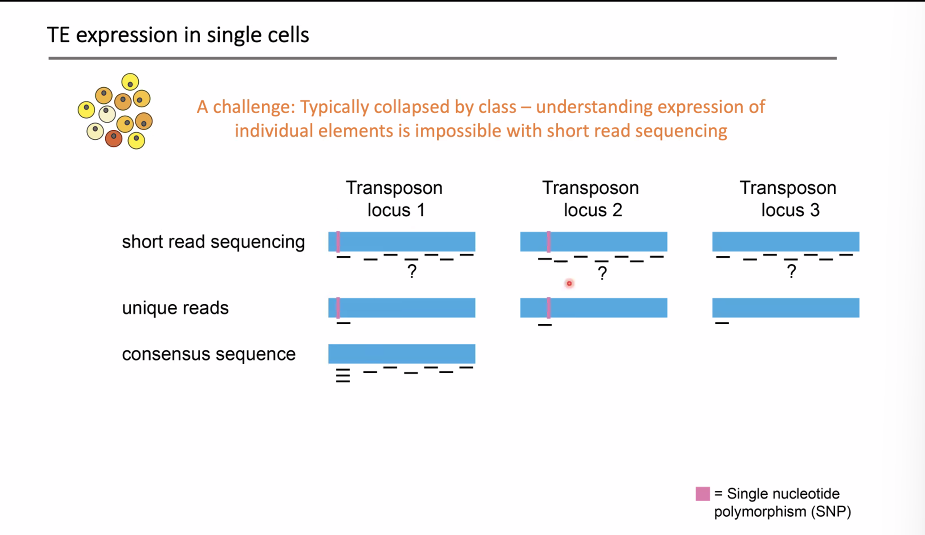 TE expression in single cells
A challenge: Typically collapsed by class – understanding expression of
individual elements is impossible with short read sequencing
Transposon
locus 1
Transposon
locus 2
Transposon
locus 3
short read sequencing
?
?
?
unique reads
consensus sequence
= Single nucleotide
polymorphism (SNP)